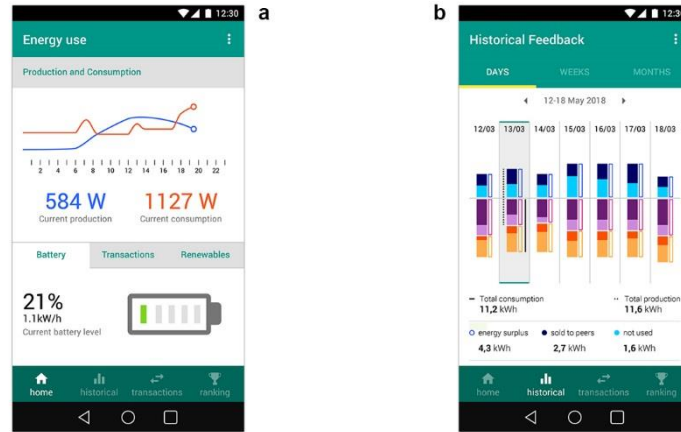 12:30
a
Energy use
Production and Consumption
2 4 6 8 10 12 14 16 18 20 22
584 W 1127 W
Current production Current consumption
Battery Transactions Renewables
21%
1.1kW/h
Current battery level
home historical transactions ranking
b
12:30
Historical Feedback
DAYS WEEKS MONTHS
12-18 May 2018
12/03 13/03 14/03 15/03 16/03 17/03 18/03
Total consumption Total production
11,2 kWh 11,6 kWh
energy surplus sold to peers not used
4,3 kWh 2,7 kWh 1,6 kWh
home historical transactions ranking